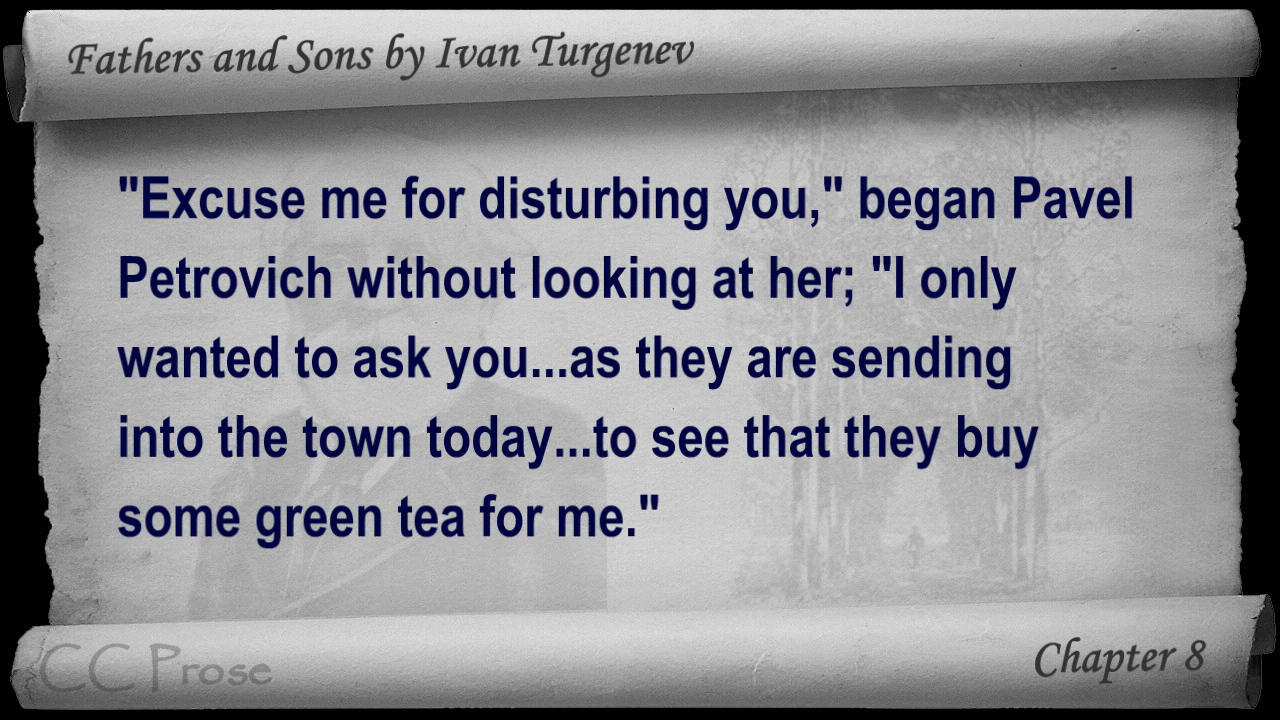 Fathers and Sons by Ivan Turgenev
"Excuse me for disturbing you," began Pavel
Petrovich without looking at her; "I only
wanted to ask you...as they are sending
into the town today...to see that they buy
some green tea for me."
CC Prose
Chapter 8